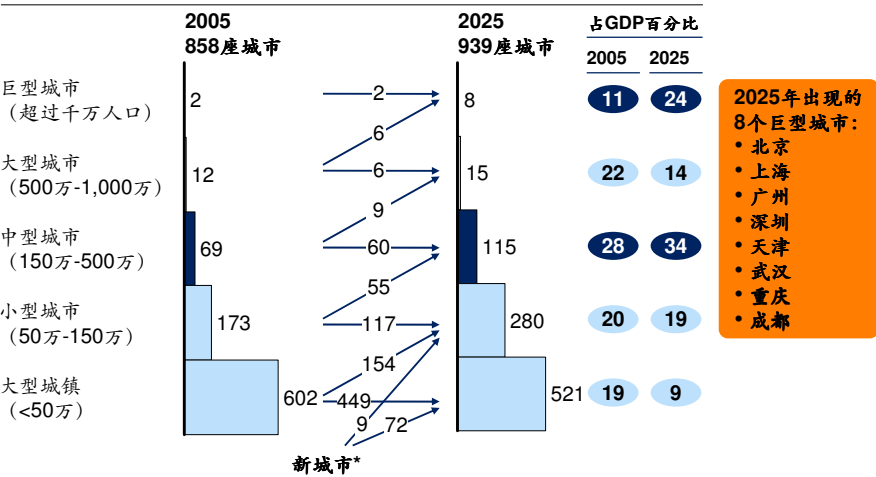 2005
858座城市
2025
939座城市
占GDP百分比
2005
2025
巨型城市
（超过千万人口）
2
2
8
11
24
6
大型城市
（500万-1,000万）
12
6
15
22
14
9
中型城市
（150万-500万）
69
60
115
28
34
55
小型城市
（50万-150万）
173
117
280
20
19
154
大型城镇
（<50万）
602
449
521
19
9
9
72
新城市*
2025年出现的
8个巨型城市：
• 北京
• 上海
• 广州
• 深圳
• 天津
• 武汉
• 重庆
• 成都